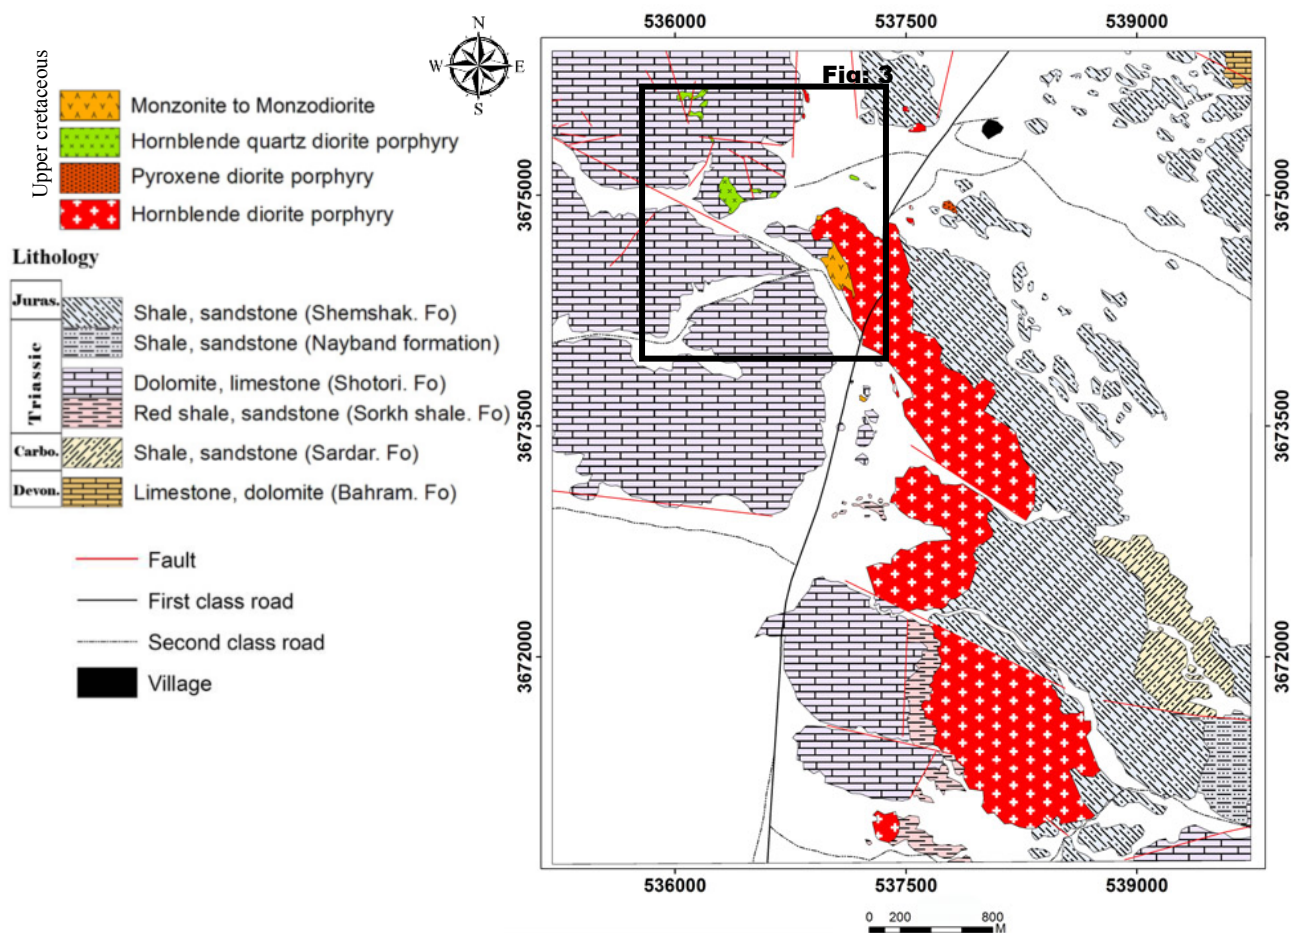 536000
537500
539000
N
W
E
S
Fig: 3
Upper cretaceous
Monzonite to Monzodiorite
Hornblende quartz diorite porphyry
Pyroxene diorite porphyry
Hornblende diorite porphyry
Lithology
Juras.
Triassic
Carbo.
Devon.
Shale, sandstone (Shemshak. Fo)
Shale, sandstone (Nayband formation)
Dolomite, limestone (Shotori. Fo)
Red shale, sandstone (Sorkh shale. Fo)
Shale, sandstone (Sardar. Fo)
Limestone, dolomite (Bahram. Fo)
Fault
First class road
Second class road
Village
3675000
3673500
3672000
3675000
3673500
3672000
536000
537500
539000
0 200 800
M